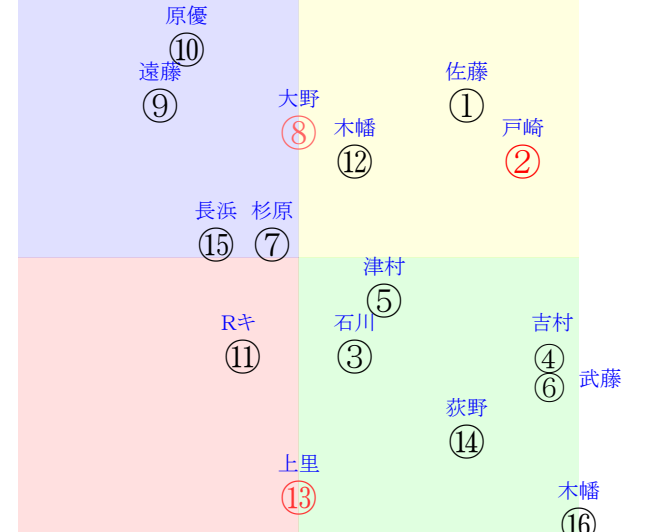 原優
⑩
遠藤
⑨
大野
⑧
木幡
⑫
佐藤
①
戸崎
②
長浜
⑮
杉原
⑦
津村
⑤
Rキ
⑪
石川
③
吉村
④
⑥
武藤
荻野
⑭
上里
⑬
木幡
⑯